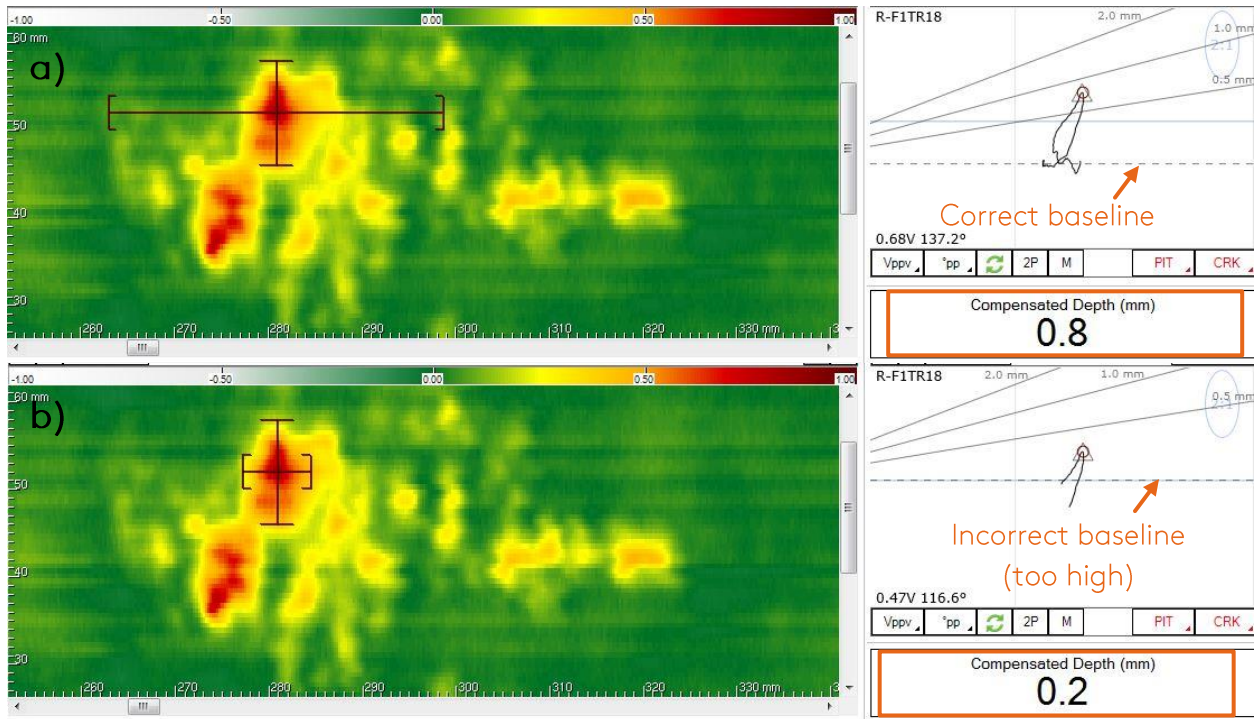 -1.00 -0.50 0.00 0.50 1.00
a)
60 mm
50
40
30
260 270 280 290 300 310 320 330 mm
R-F1TR18
2.0 mm
1.0 mm
2:1
0.5 mm
Correct baseline
0.68V 137.2°
Vppv °pp 2P M PIT CRK
Compensated Depth (mm)
0.8
-1.00 -0.50 0.00 0.50 1.00
b)
60 mm
50
40
30
260 270 280 290 300 310 320 330 mm
R-F1TR18
2.0 mm
1.0 mm
0.5 mm
2:1
Incorrect baseline
(too high)
0.47V 116.6°
Vppv °pp 2P M PIT CRK
Compensated Depth (mm)
0.2